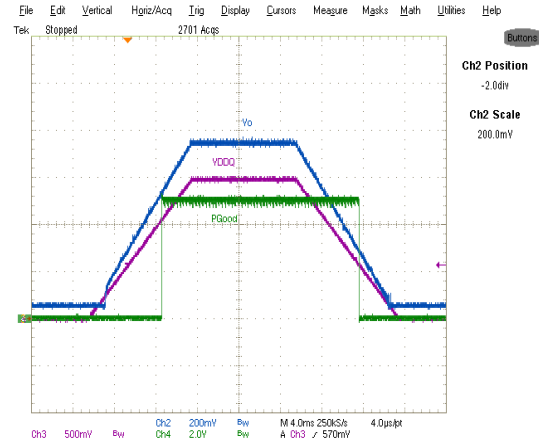 File Edit Vertical Horiz/Acq Trig Display Cursors Measure Masks Math Utilities Help
Tek Stopped 2701 Acqs
Buttons
Ch2 Position
-2.0div
Ch2 Scale
200.0mV
Vo
VDDQ
PGood
Ch2 200mV Bw M 4.0ms 250kS/s 4.0µs/pt
Ch3 500mV Bw Ch4 2.0V Bw A Ch3 ∕ 570mV